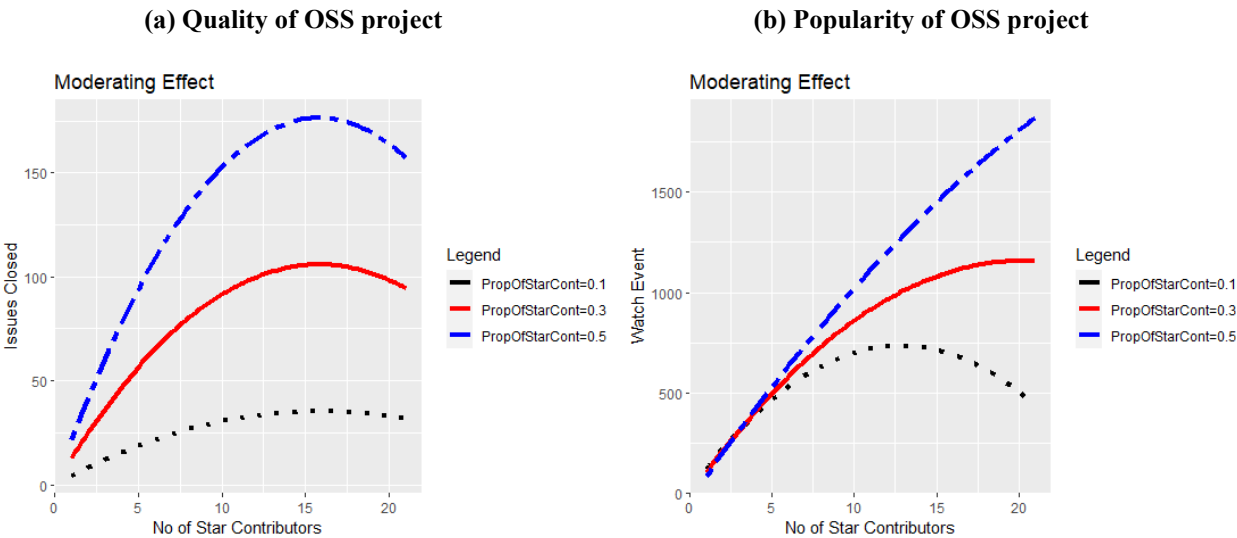 (a) Quality of OSS project
Moderating Effect
Issues Closed
150
100
50
0
0 5 10 15 20
No of Star Contributors
Legend
PropOfStarCont=0.1
PropOfStarCont=0.3
PropOfStarCont=0.5
(b) Popularity of OSS project
Moderating Effect
Watch Event
1500
1000
500
0
0 5 10 15 20
No of Star Contributors
Legend
PropOfStarCont=0.1
PropOfStarCont=0.3
PropOfStarCont=0.5